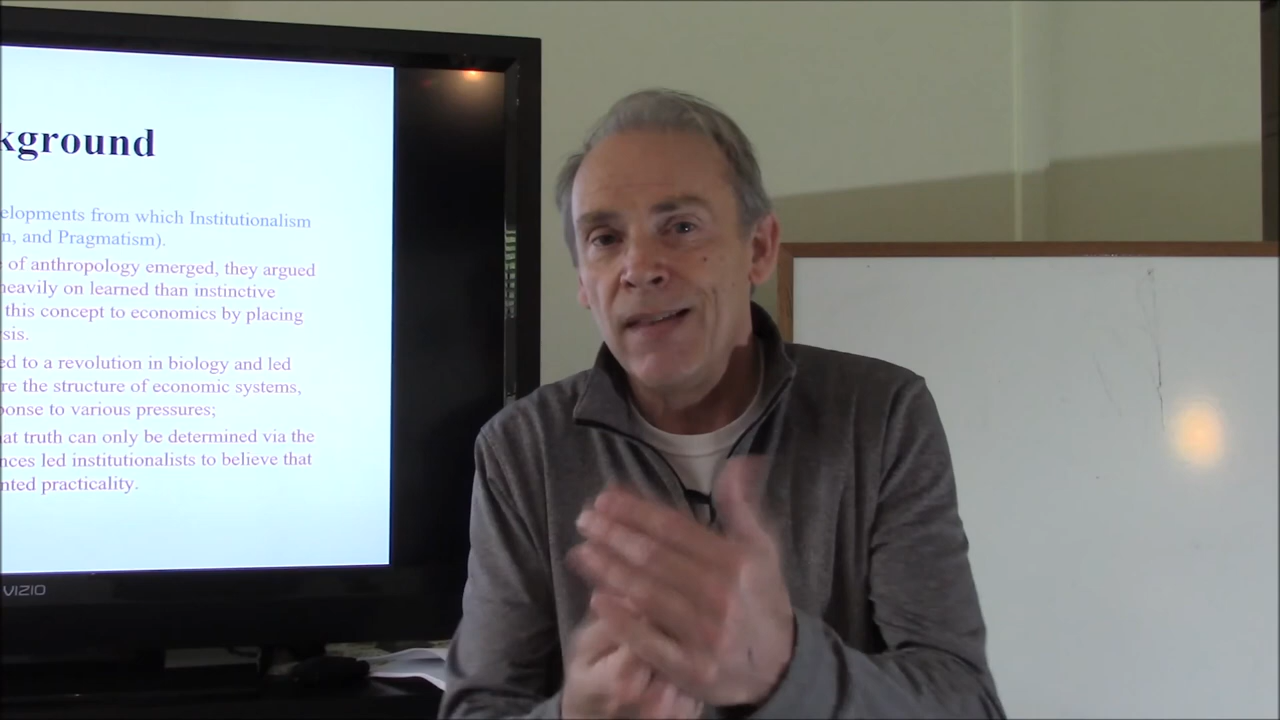 kground
elopments from which Institutionalism
n, and Pragmatism).
e of anthropology emerged, they argued
heavily on learned than instinctive
this concept to economics by placing
sis.
ed to a revolution in biology and led
re the structure of economic systems,
ponse to various pressures;
at truth can only be determined via the
nces led institutionalists to believe that
nted practicality.
VIZIO